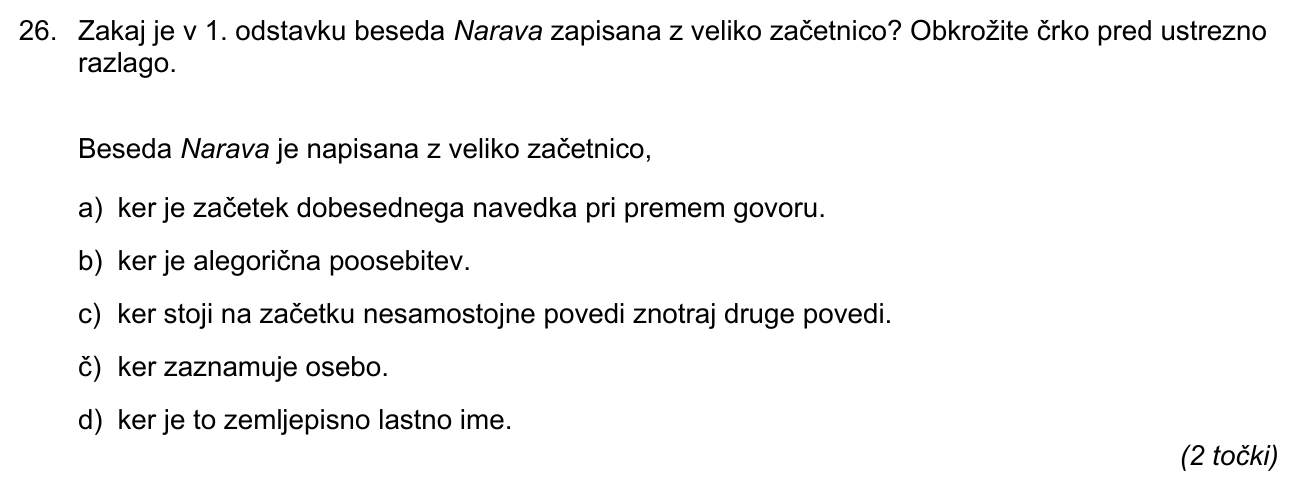 26. Zakaj je v 1. odstavku beseda Narava zapisana z veliko začetnico? Obkrožite črko pred ustrezno
razlago.
Beseda Narava je napisana z veliko začetnico,
a) ker je začetek dobesednega navedka pri premem govoru.
b) ker je alegorična poosebitev.
c) ker stoji na začetku nesamostojne povedi znotraj druge povedi.
č) ker zaznamuje osebo.
d) ker je to zemljepisno lastno ime.
(2 točki)